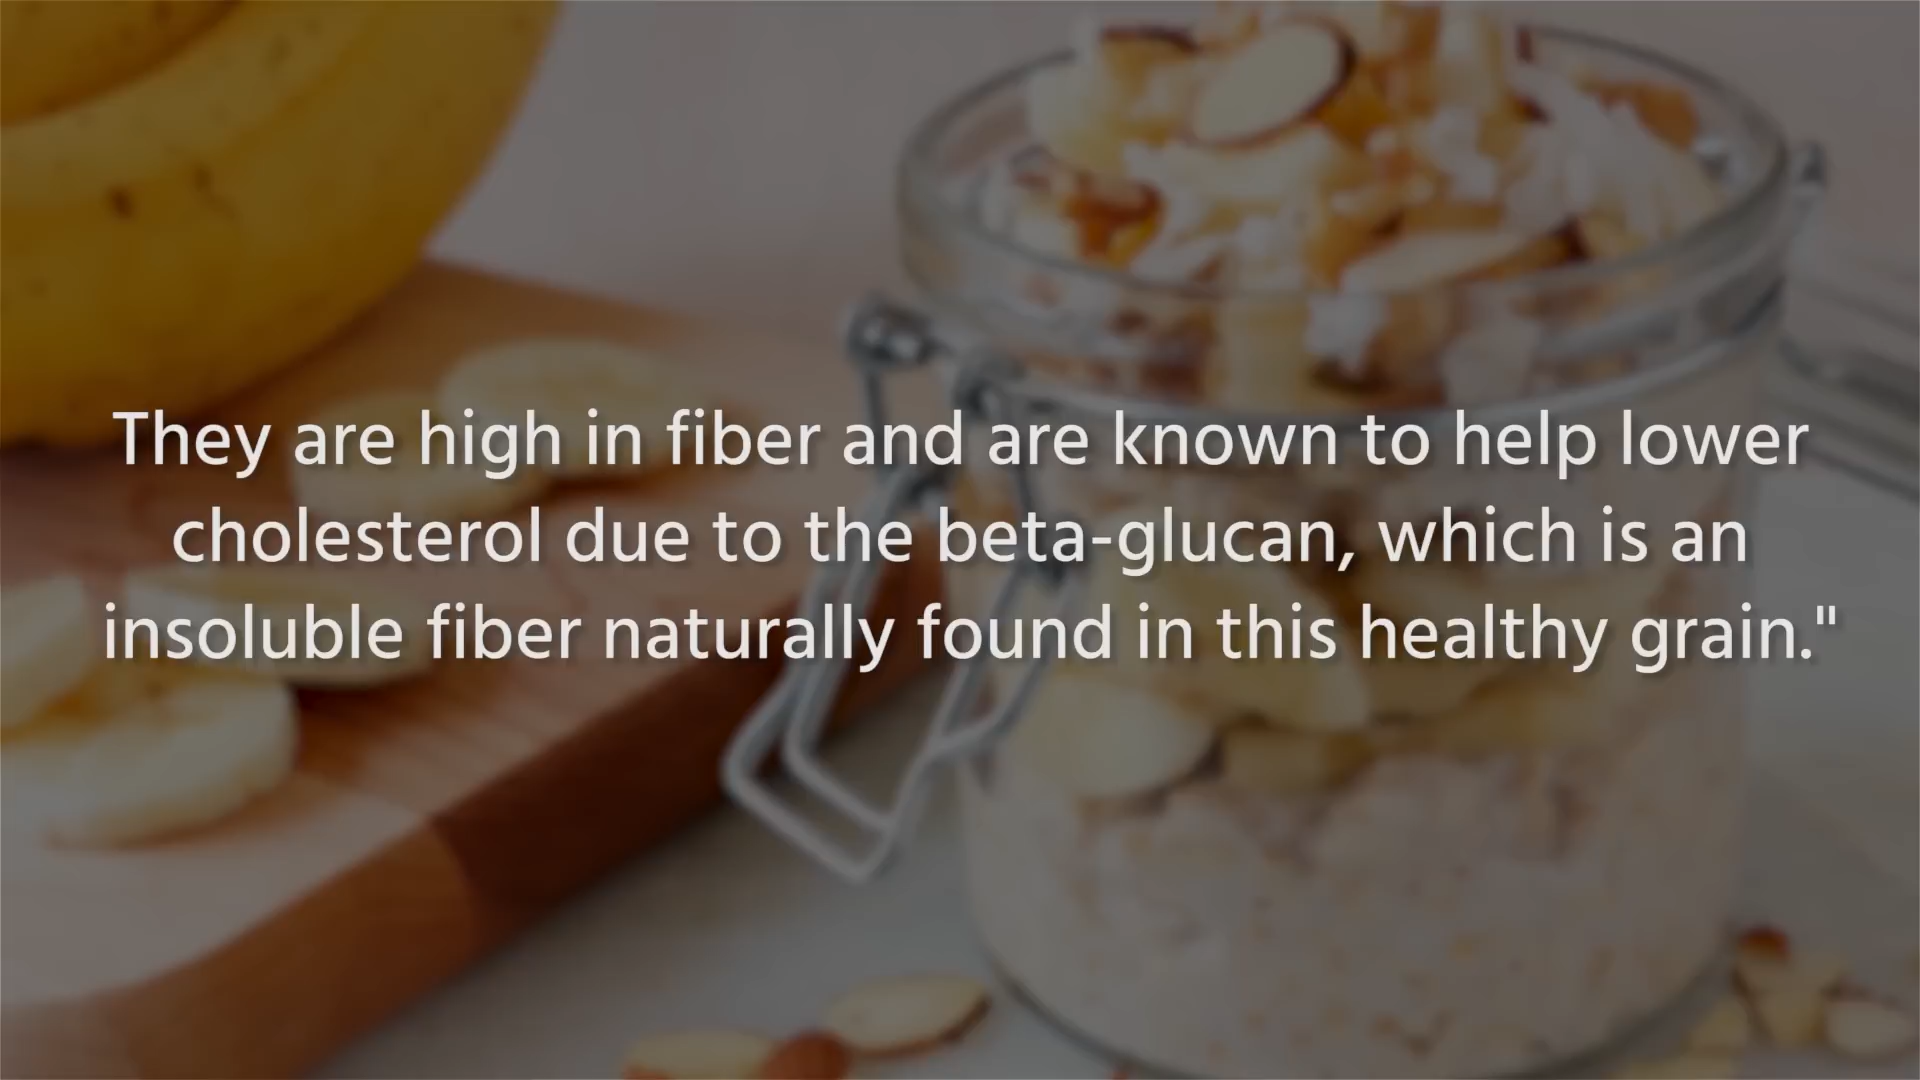 They are high in fiber and are known to help lower
cholesterol due to the beta-glucan, which is an
insoluble fiber naturally found in this healthy grain."